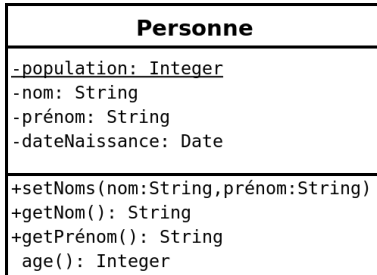 Personne
-population: Integer
-nom: String
-prénom: String
-dateNaissance: Date
+setNoms(nom:String,prénom:String)
+getNom(): String
+getPrénom(): String
age(): Integer